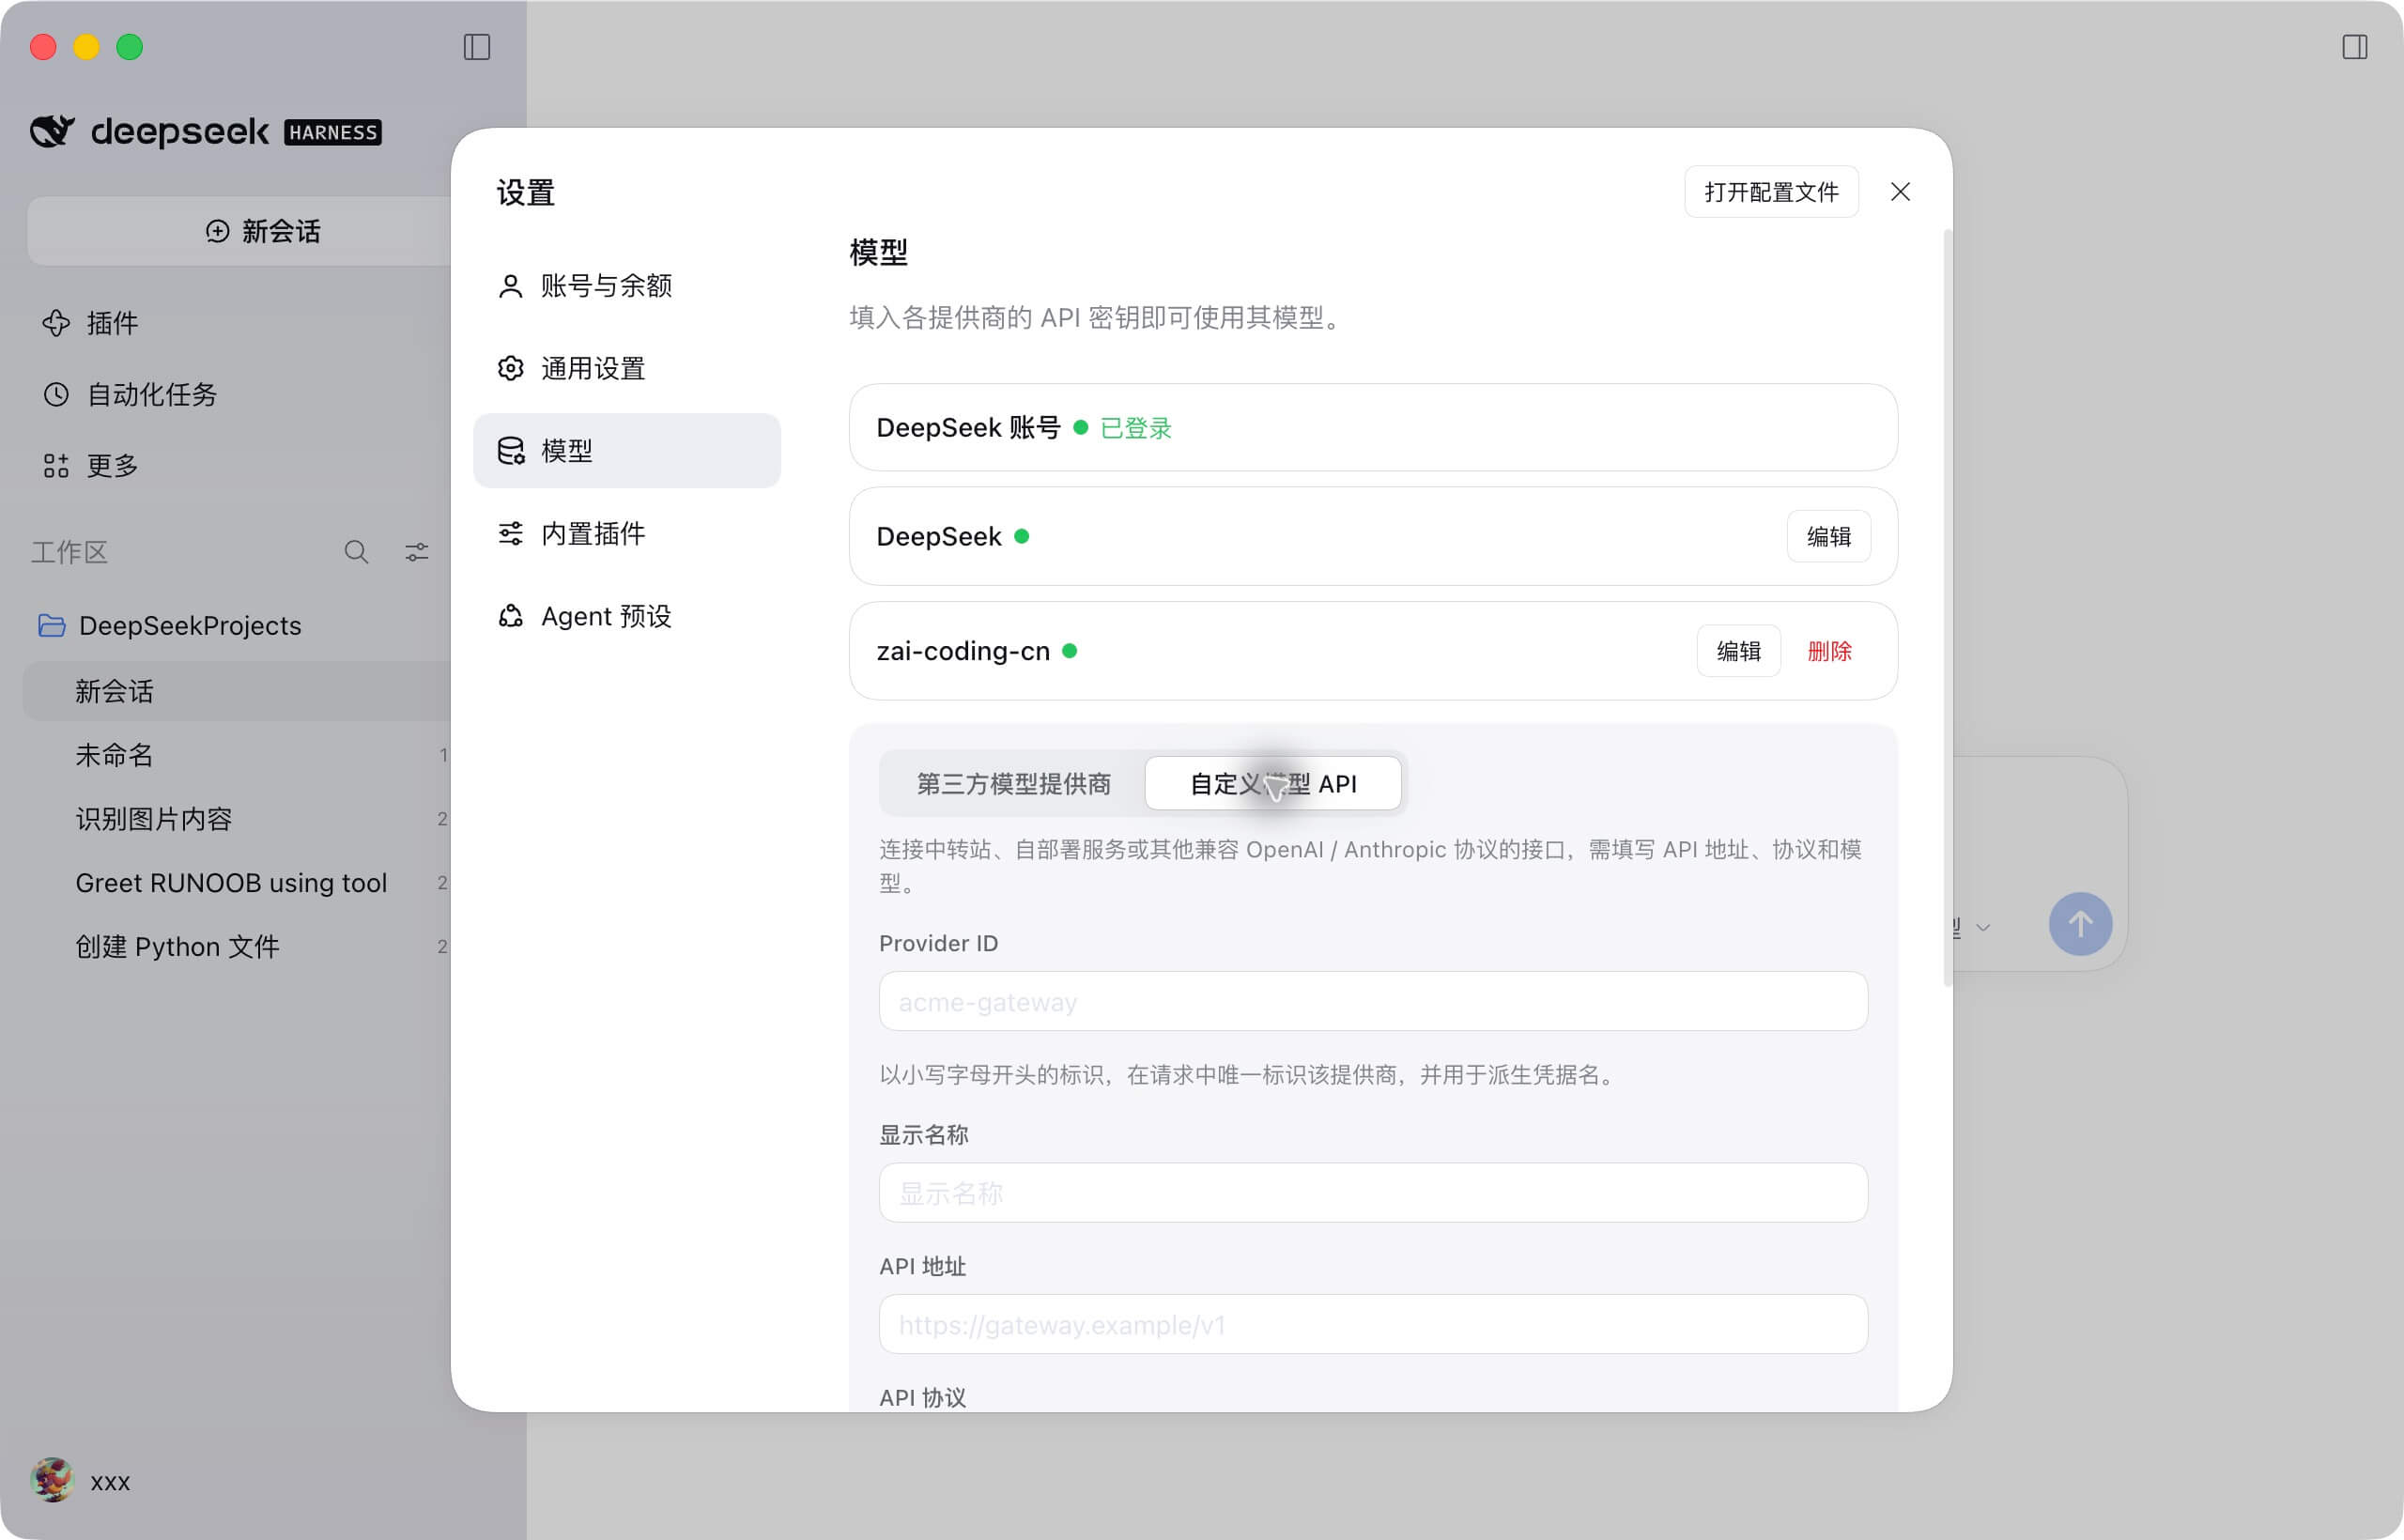 deepseek HARNESS
新会话
插件
自动化任务
更多
工作区
DeepSeekProjects
新会话
未命名 1
识别图片内容 2
Greet RUNOOB using tool 2
创建 Python 文件 2
xxx
设置
打开配置文件
账号与余额
通用设置
模型
内置插件
Agent 预设
模型
填入各提供商的 API 密钥即可使用其模型。
DeepSeek 账号 已登录
DeepSeek 编辑
zai-coding-cn 编辑 删除
第三方模型提供商 自定义模型 API
连接中转站、自部署服务或其他兼容 OpenAI / Anthropic 协议的接口，需填写 API 地址、协议和模
型。
Provider ID
acme-gateway
以小写字母开头的标识，在请求中唯一标识该提供商，并用于派生凭据名。
显示名称
显示名称
API 地址
https://gateway.example/v1
API 协议